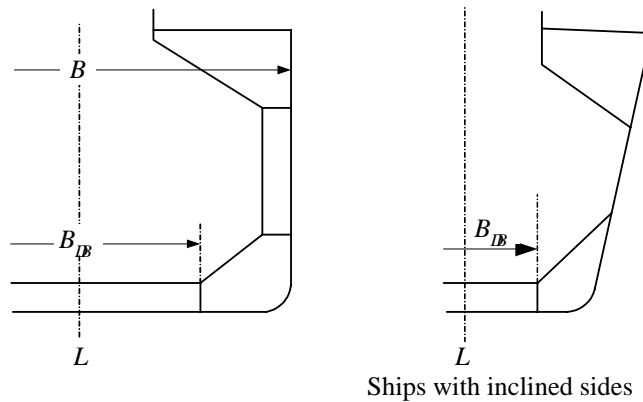 B
B_DB
B_DB
L
L
Ships with inclined sides